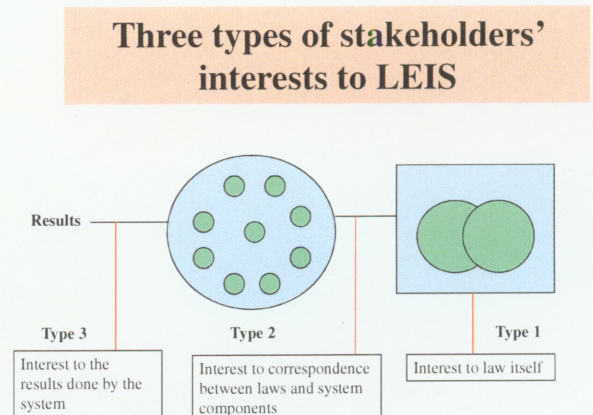 Three types of stakeholders'
interests to LEIS
Results
Type 3
Type 2
Type 1
Interest to the
results done by the
system
Interest to correspondence
between laws and system
components
Interest to law itself